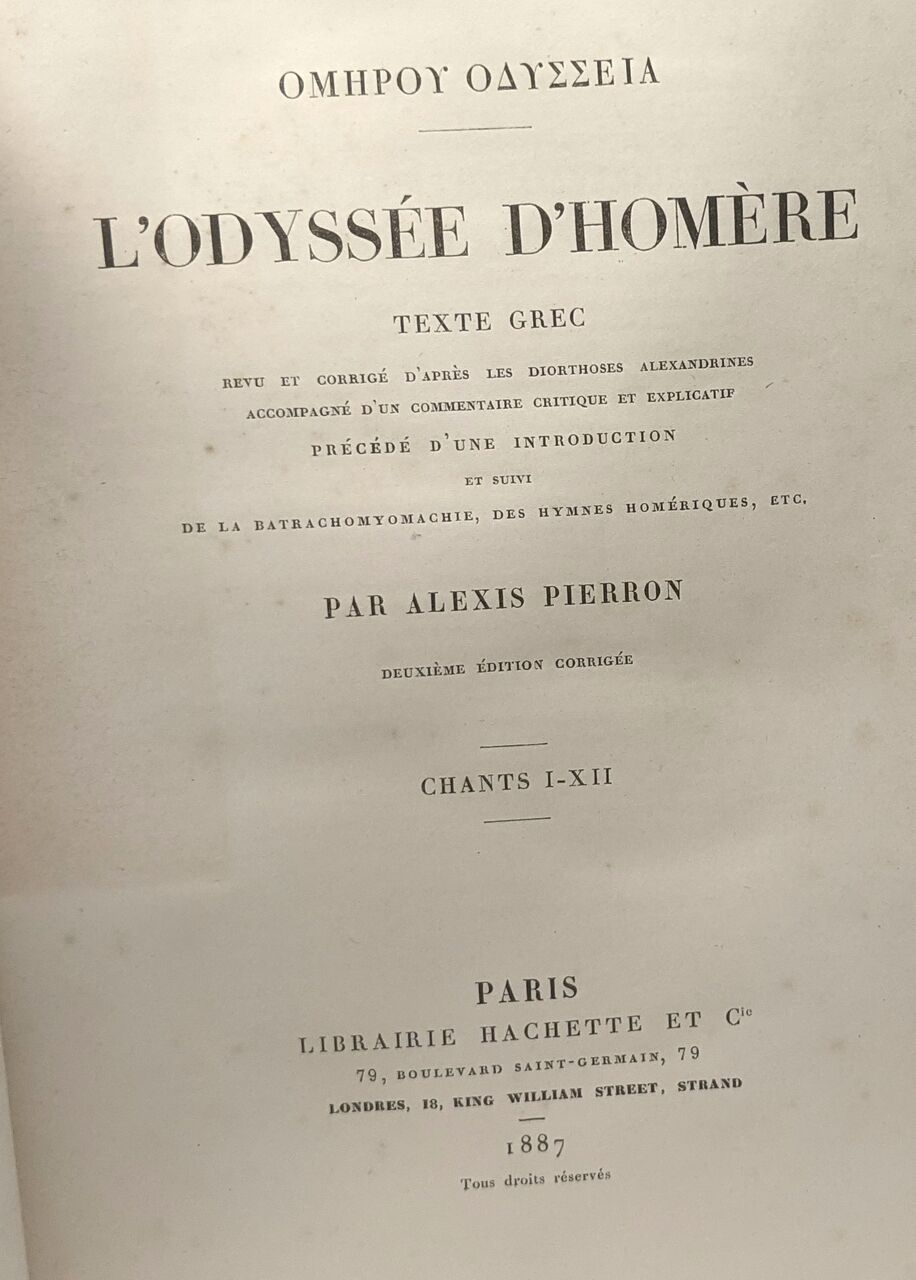 ΟΜΗΡΟΥ ΟΔΥΣΣΕΙΑ
L'ODYSSÉE D'HOMÈRE
TEXTE GREC
REVU ET CORRIGÉ D'APRÈS LES DIORTHOSES ALEXANDRINES
ACCOMPAGNÉ D'UN COMMENTAIRE CRITIQUE ET EXPLICATIF
PRÉCÉDÉ D'UNE INTRODUCTION
ET SUIVI
DE LA BATRACHOMYOMACHIE, DES HYMNES HOMÉRIQUES, ETC.
PAR ALEXIS PIERRON
DEUXIÈME ÉDITION CORRIGÉE
CHANTS I-XII
PARIS
LIBRAIRIE HACHETTE ET Cie
79, BOULEVARD SAINT-GERMAIN, 79
LONDRES, 18, KING WILLIAM STREET, STRAND
1887
Tous droits réservés